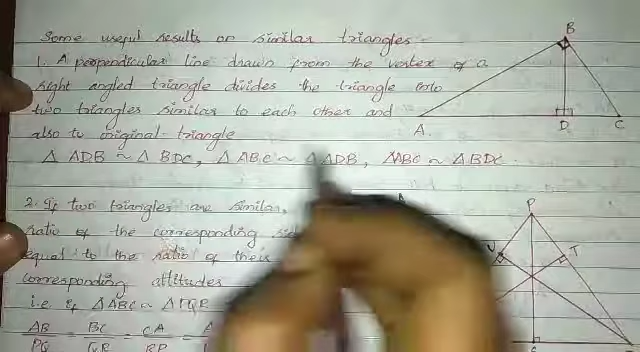 Some useful results on similar triangles
1. A perpendicular line drawn from the vertex of a
right angled triangle divides the triangle into
two triangles similar to each other and
also to original triangle
Δ ADB ~ Δ BDC, Δ ABC ~ Δ ADB, ΔABC ~ Δ BDC
B
A
D
C
2. If two triangles are similar,
ratio of the corresponding
equal to the ratio of their
corresponding altitudes
i.e if Δ ABC ~ Δ PQR
AB BC CA
PQ QR RP
P
U
T